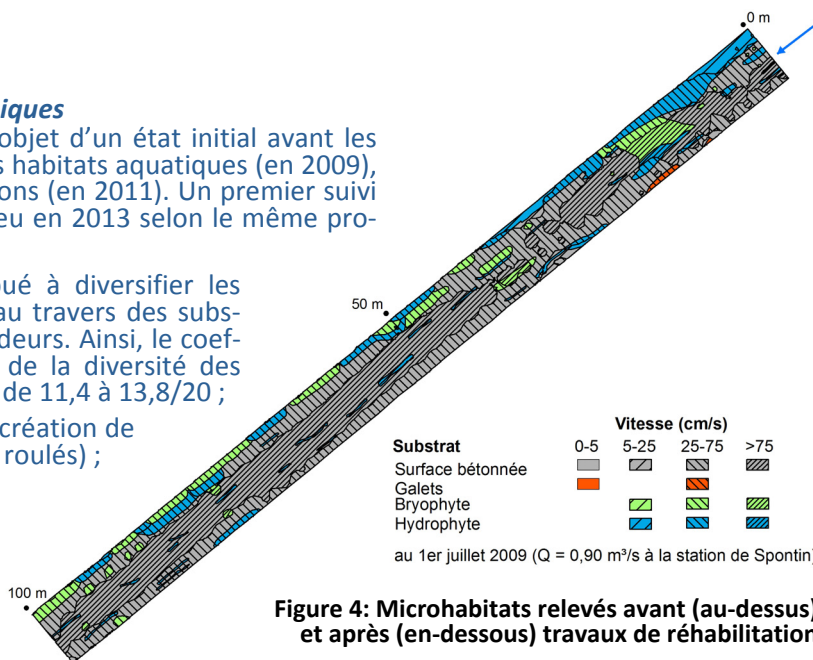 iques
objet d’un état initial avant les
s habitats aquatiques (en 2009),
ons (en 2011). Un premier suivi
eu en 2013 selon le même pro-
ué à diversifier les
au travers des subs-
deurs. Ainsi, le coef-
de la diversité des
de 11,4 à 13,8/20 ;
création de
roulés) ;
0 m
50 m
100 m
Vitesse (cm/s)
Substrat 0-5 5-25 25-75 >75
Surface bétonnée
Galets
Bryophyte
Hydrophyte
au 1er juillet 2009 (Q = 0,90 m³/s à la station de Spontin)
Figure 4: Microhabitats relevés avant (au-dessus)
et après (en-dessous) travaux de réhabilitation